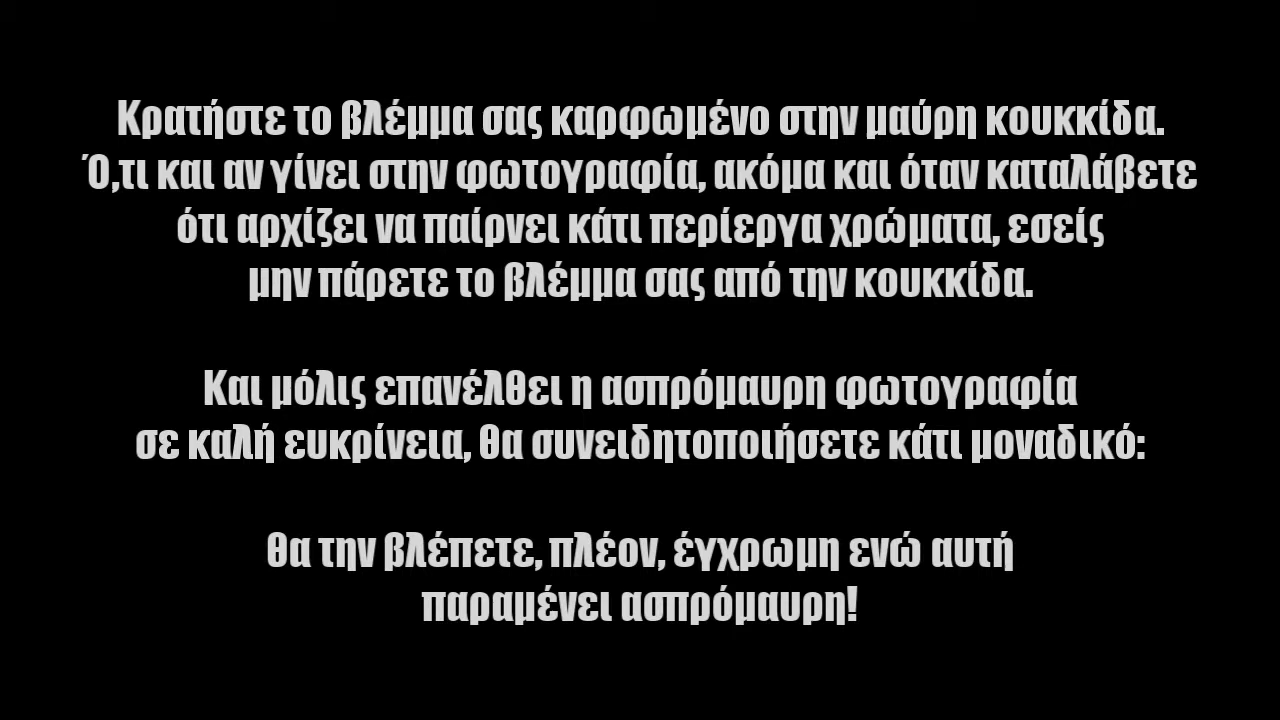 Κρατήστε το βλέμμα σας καρφωμένο στην μαύρη κουκκίδα.
Ό,τι και αν γίνει στην φωτογραφία, ακόμα και όταν καταλάβετε
ότι αρχίζει να παίρνει κάτι περίεργα χρώματα, εσείς
μην πάρετε το βλέμμα σας από την κουκκίδα.
Και μόλις επανέλθει η ασπρόμαυρη φωτογραφία
σε καλή ευκρίνεια, θα συνειδητοποιήσετε κάτι μοναδικό:
θα την βλέπετε, πλέον, έγχρωμη ενώ αυτή
παραμένει ασπρόμαυρη!